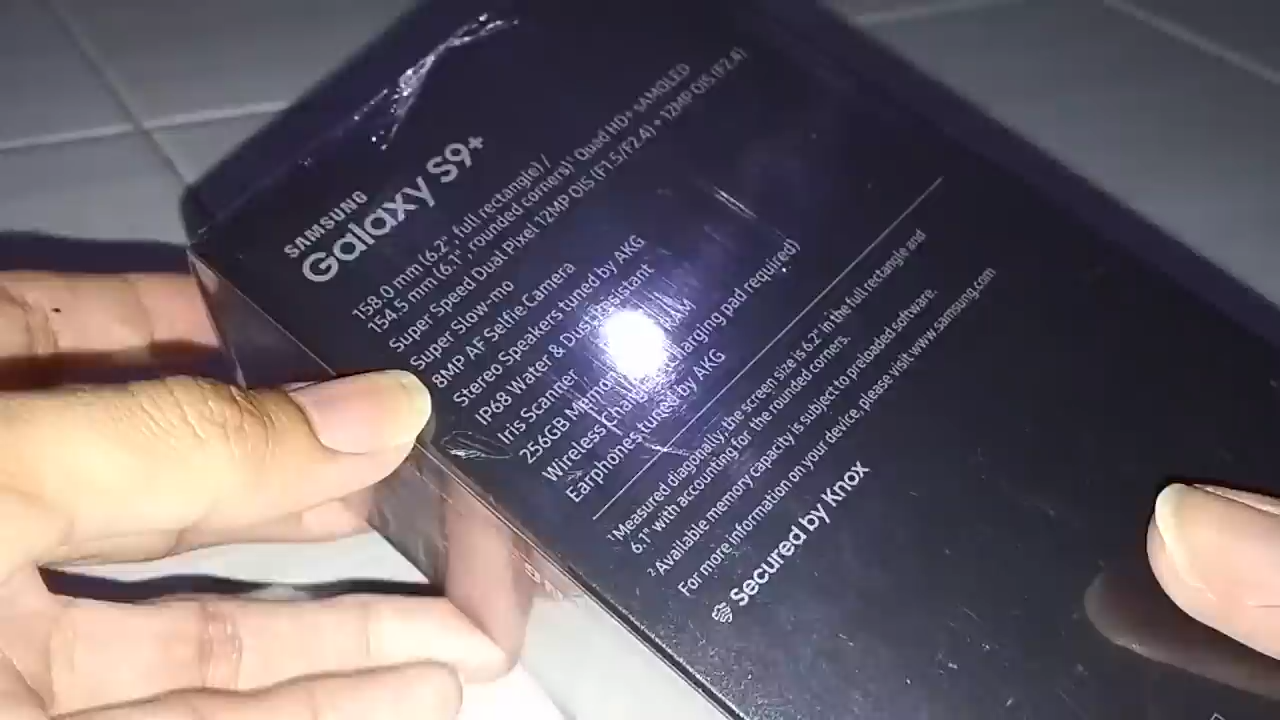 SAMSUNG
Galaxy S9+
158.0 mm (6.2", full rectangle) /
154.5 mm (6.1", rounded corners)¹ Quad HD+ sAMOLED
Super Speed Dual Pixel 12MP OIS (F1.5/F2.4) + 12MP OIS (F2.4)
Super Slow-mo
8MP AF Selfie Camera
Stereo Speakers tuned by AKG
IP68 Water & Dust Resistant
Iris Scanner
256GB
Wireless Charging pad required)
Earphones tuned by AKG
¹Measured diagonally, the screen size is 6.2" in the full rectangle and
6.1" with accounting for the rounded corners.
²Available memory capacity is subject to preloaded software.
For more information on your device, please visit www.samsung.com
Secured by Knox